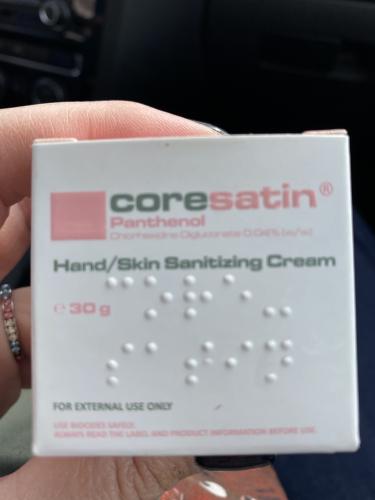 coresatin®
Panthenol
Chlorhexidine Digluconate 0.04% (w/w)
Hand/Skin Sanitizing Cream
e 30 g
FOR EXTERNAL USE ONLY
USE BIOCIDES SAFELY.
ALWAYS READ THE LABEL AND PRODUCT INFORMATION BEFORE USE.